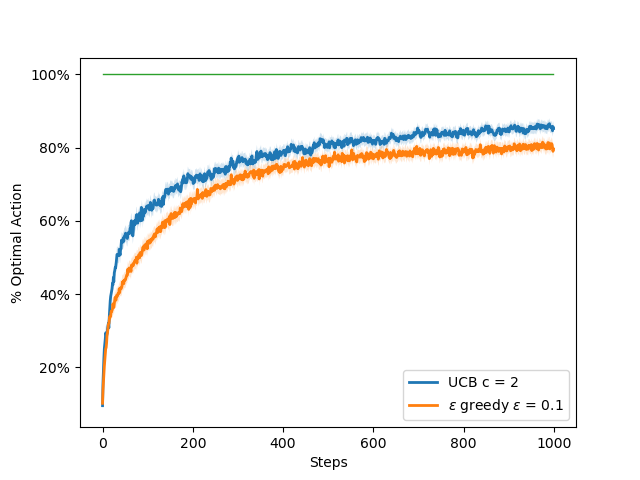 100%
80%
60%
40%
20%
% Optimal Action
0
200
400
600
800
1000
Steps
UCB c = 2
ε greedy ε = 0.1